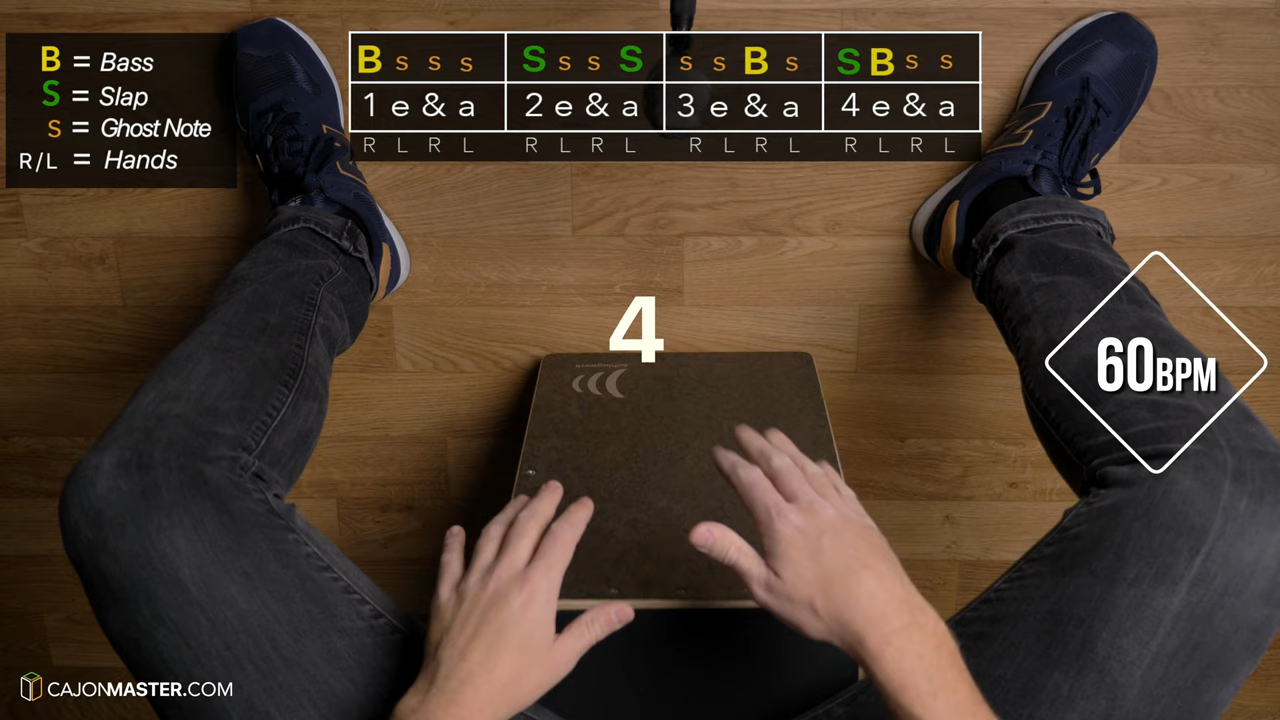 B = Bass
S = Slap
s = Ghost Note
R/L = Hands
B s s s S s s S s s B s S B s s
1 e & a 2 e & a 3 e & a 4 e & a
R L R L R L R L R L R L R L R L
4
60BPM
CAJONMASTER.COM